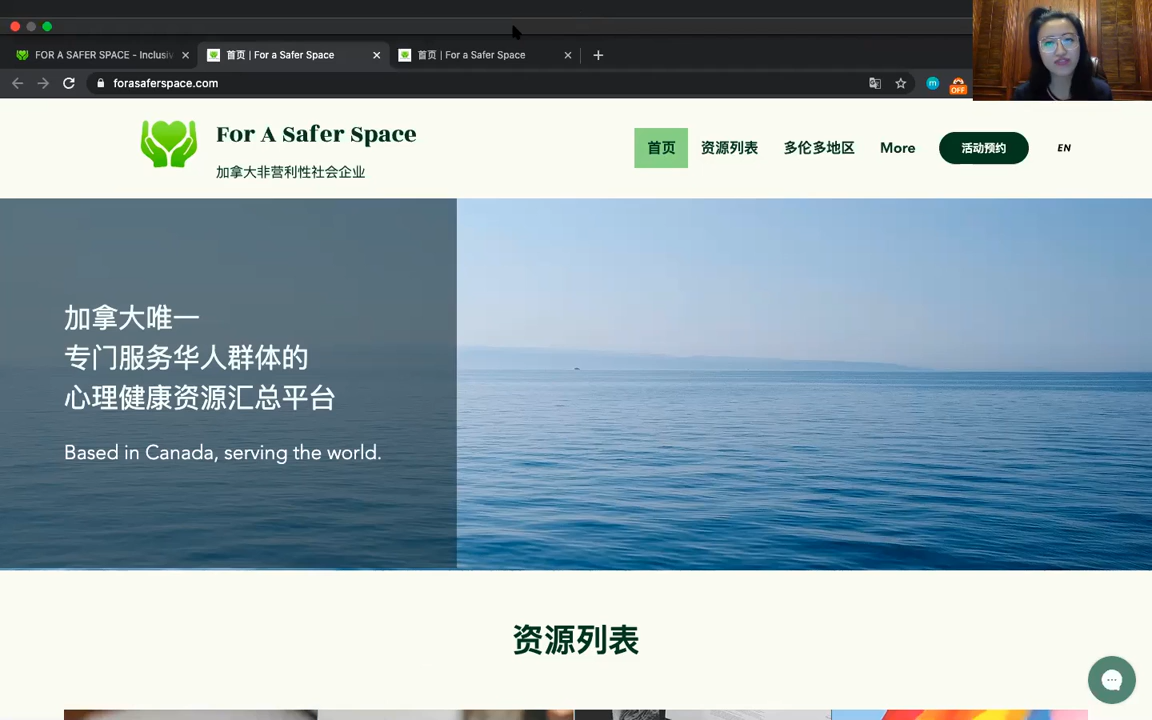 FOR A SAFER SPACE - Inclusiv
首页 | For a Safer Space
首页 | For a Safer Space
forasaferspace.com
m
OFF
For A Safer Space
加拿大非营利性社会企业
首页 资源列表 多伦多地区 More 活动预约 EN
加拿大唯一
专门服务华人群体的
心理健康资源汇总平台
Based in Canada, serving the world.
资源列表